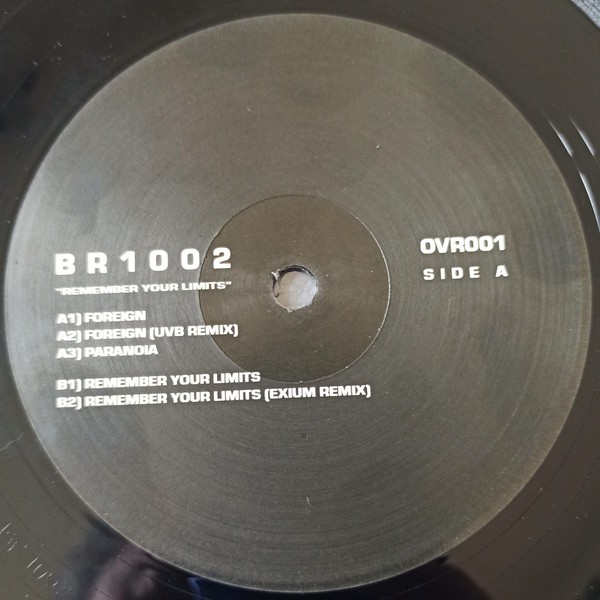 BR1002
"REMEMBER YOUR LIMITS"
A1) FOREIGN
A2) FOREIGN (UVB REMIX)
A3) PARANOIA
B1) REMEMBER YOUR LIMITS
B2) REMEMBER YOUR LIMITS (EXIUM REMIX)
OVR001
SIDE A